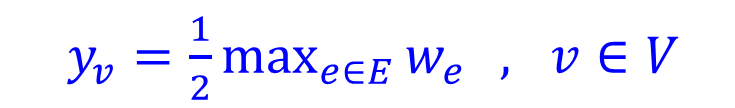 y_v = 1/2 max_{e∈E} w_e , v ∈ V